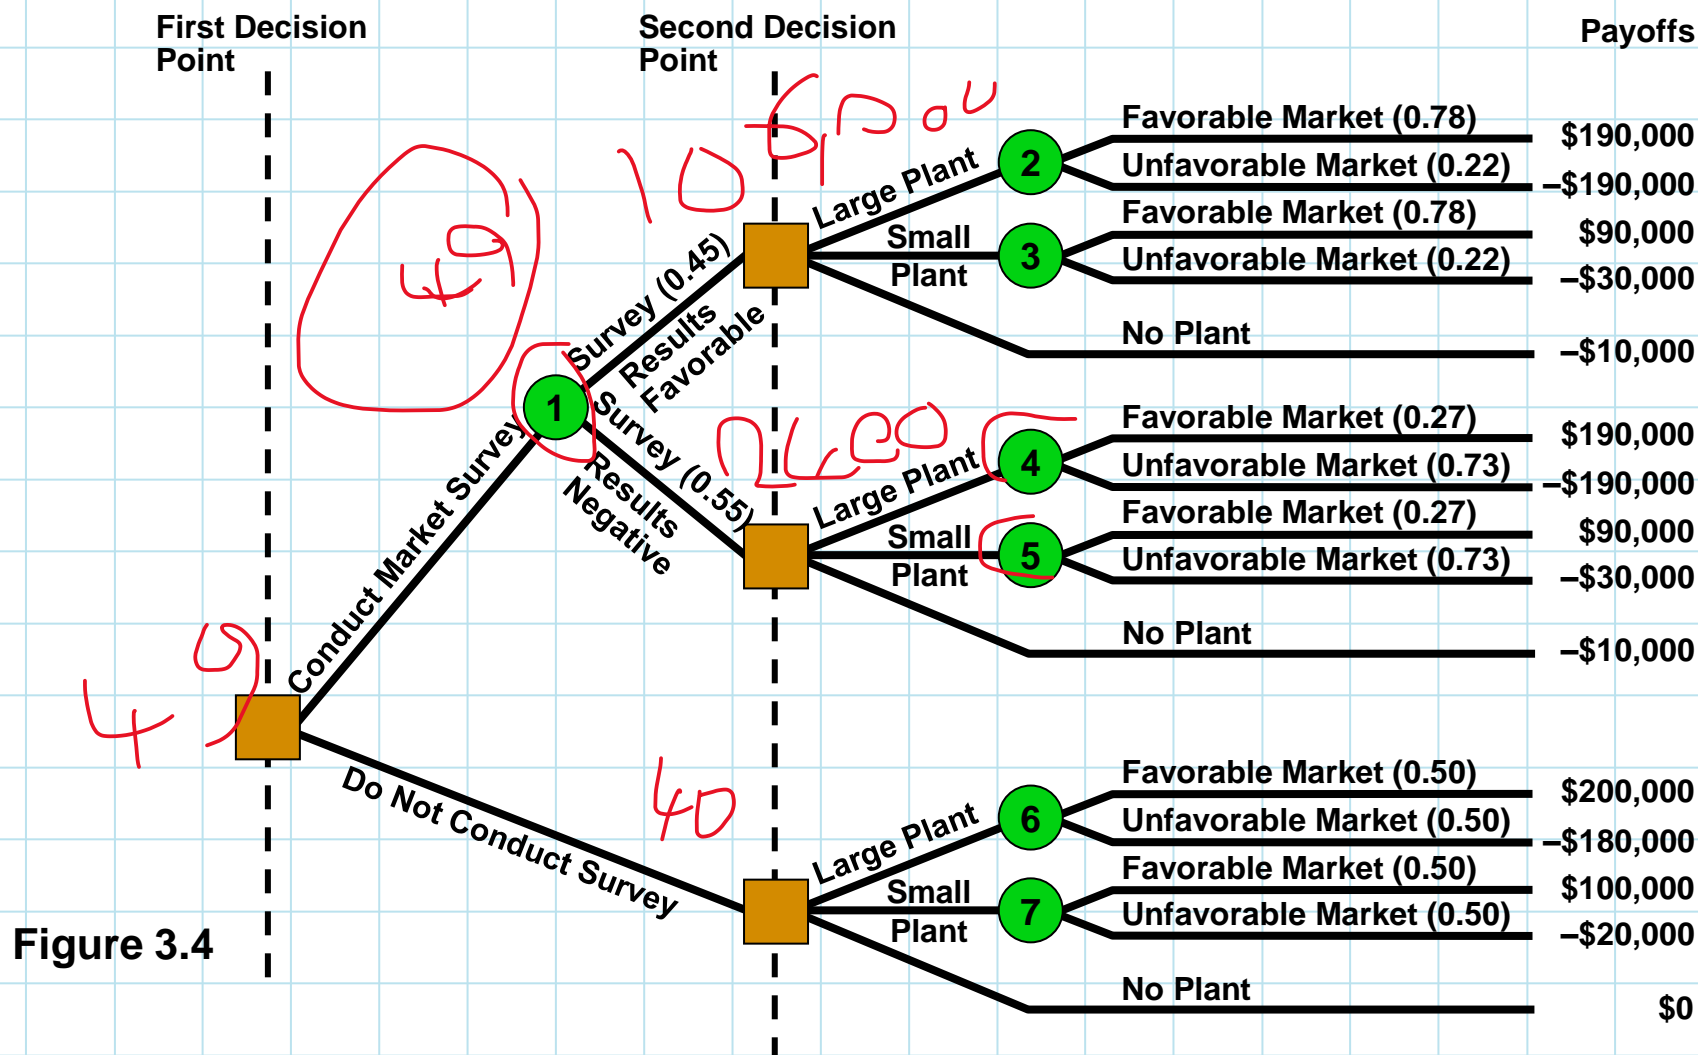 First Decision
Point
Second Decision
Point
Payoffs
Favorable Market (0.78)
$190,000
Large Plant
2
Unfavorable Market (0.22)
–$190,000
10
Favorable Market (0.78)
$90,000
Small
Plant
3
Unfavorable Market (0.22)
–$30,000
No Plant
–$10,000
Survey (0.45)
Results
Favorable
49
1
Survey (0.55)
Results
Negative
Favorable Market (0.27)
$190,000
Large Plant
4
Unfavorable Market (0.73)
–$190,000
Favorable Market (0.27)
$90,000
Small
Plant
5
Unfavorable Market (0.73)
–$30,000
No Plant
–$10,000
Conduct Market Survey
49
Do Not Conduct Survey
40
Favorable Market (0.50)
$200,000
Large Plant
6
Unfavorable Market (0.50)
–$180,000
Favorable Market (0.50)
$100,000
Small
Plant
7
Unfavorable Market (0.50)
–$20,000
No Plant
$0
Figure 3.4